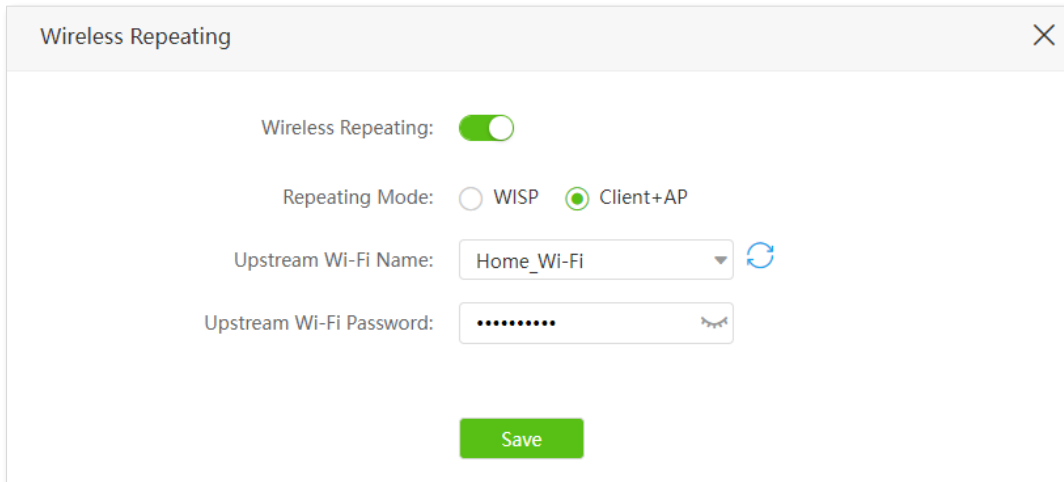 Wireless Repeating
Wireless Repeating:
Repeating Mode: WISP Client+AP
Upstream Wi-Fi Name: Home_Wi-Fi
Upstream Wi-Fi Password: ••••••••••
Save